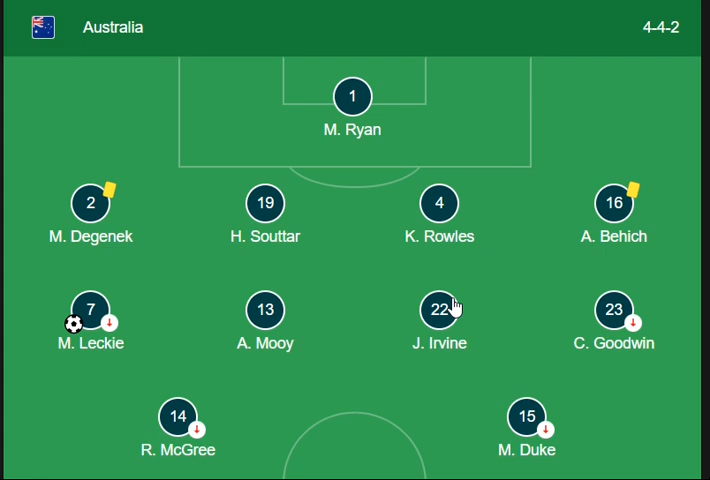 Australia 4-4-2
1
M. Ryan
2 19 4 16
M. Degenek H. Souttar K. Rowles A. Behich
7 13 22 23
M. Leckie A. Mooy J. Irvine C. Goodwin
14 15
R. McGree M. Duke